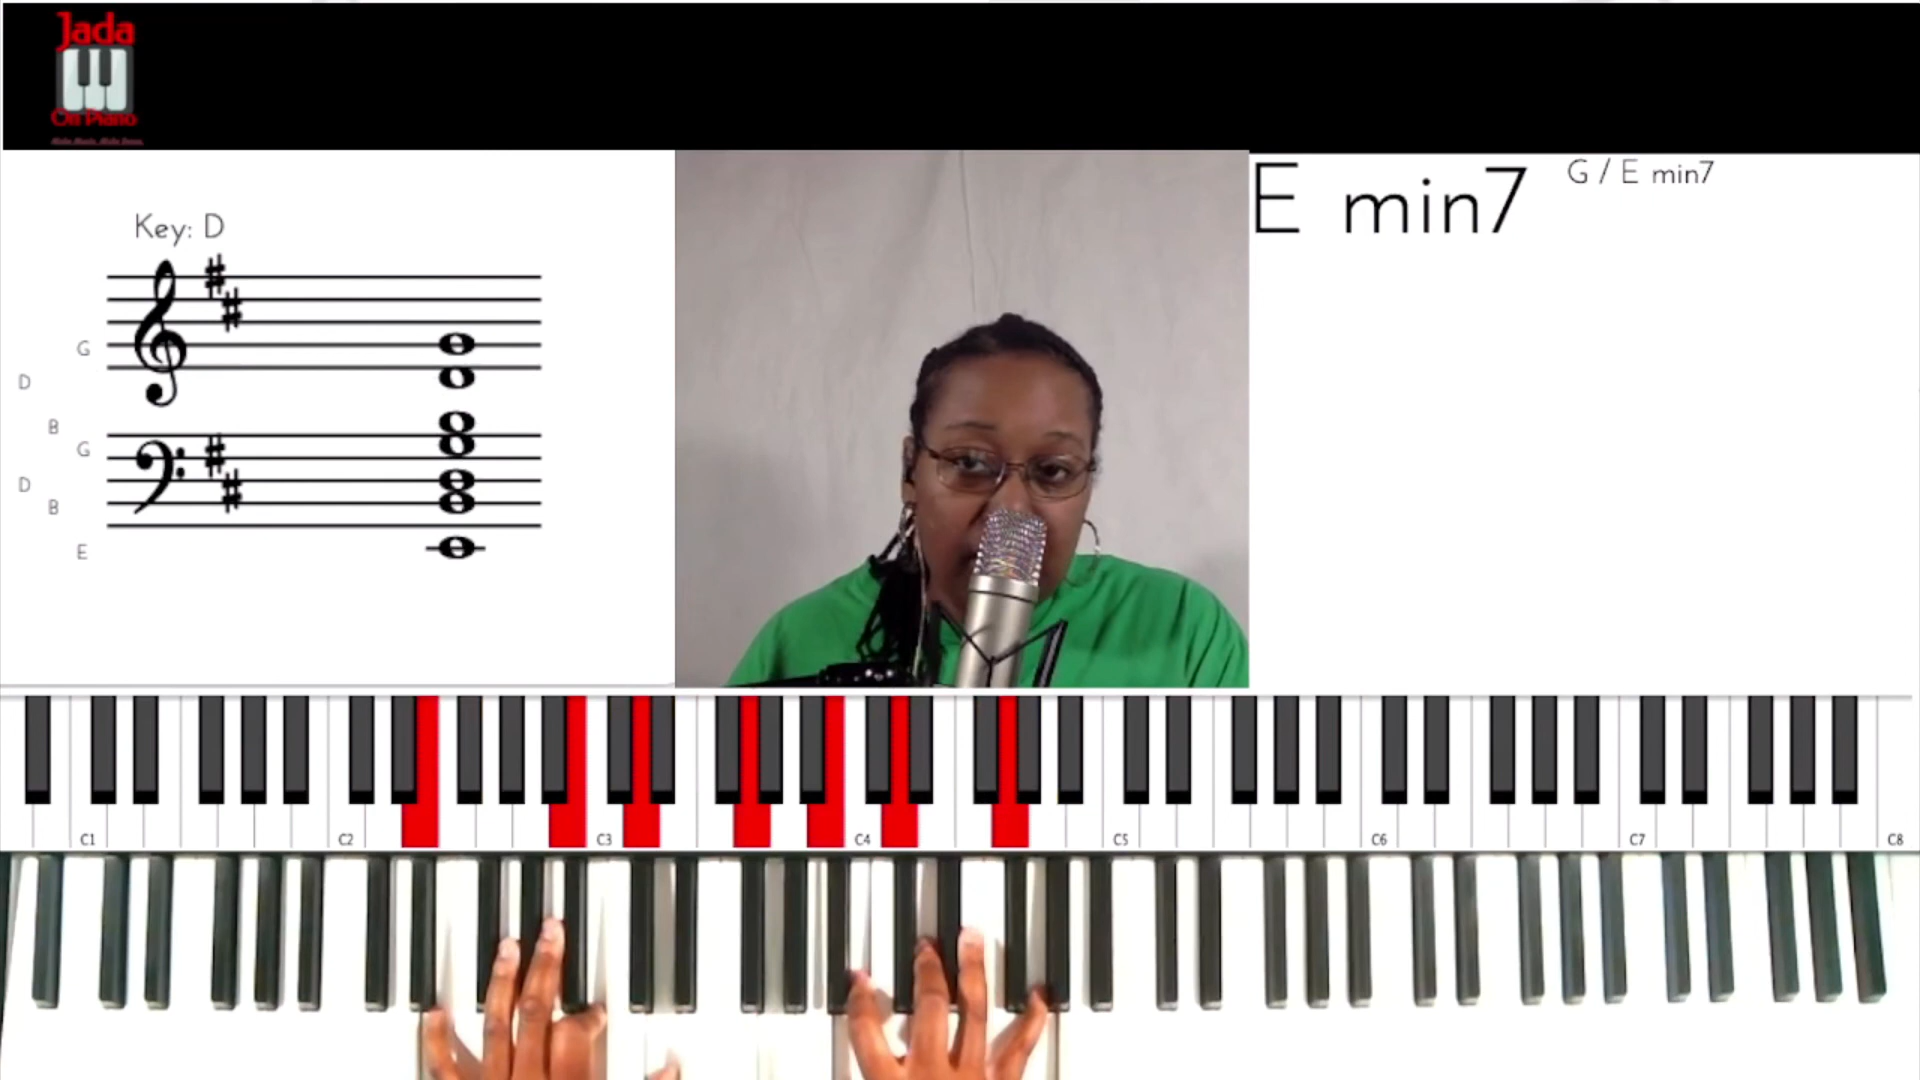 Jada
On Piano
E min7
G / E min7
Key: D
G
D
B
G
D
B
E
C1 C2 C3 C4 C5 C6 C7 C8